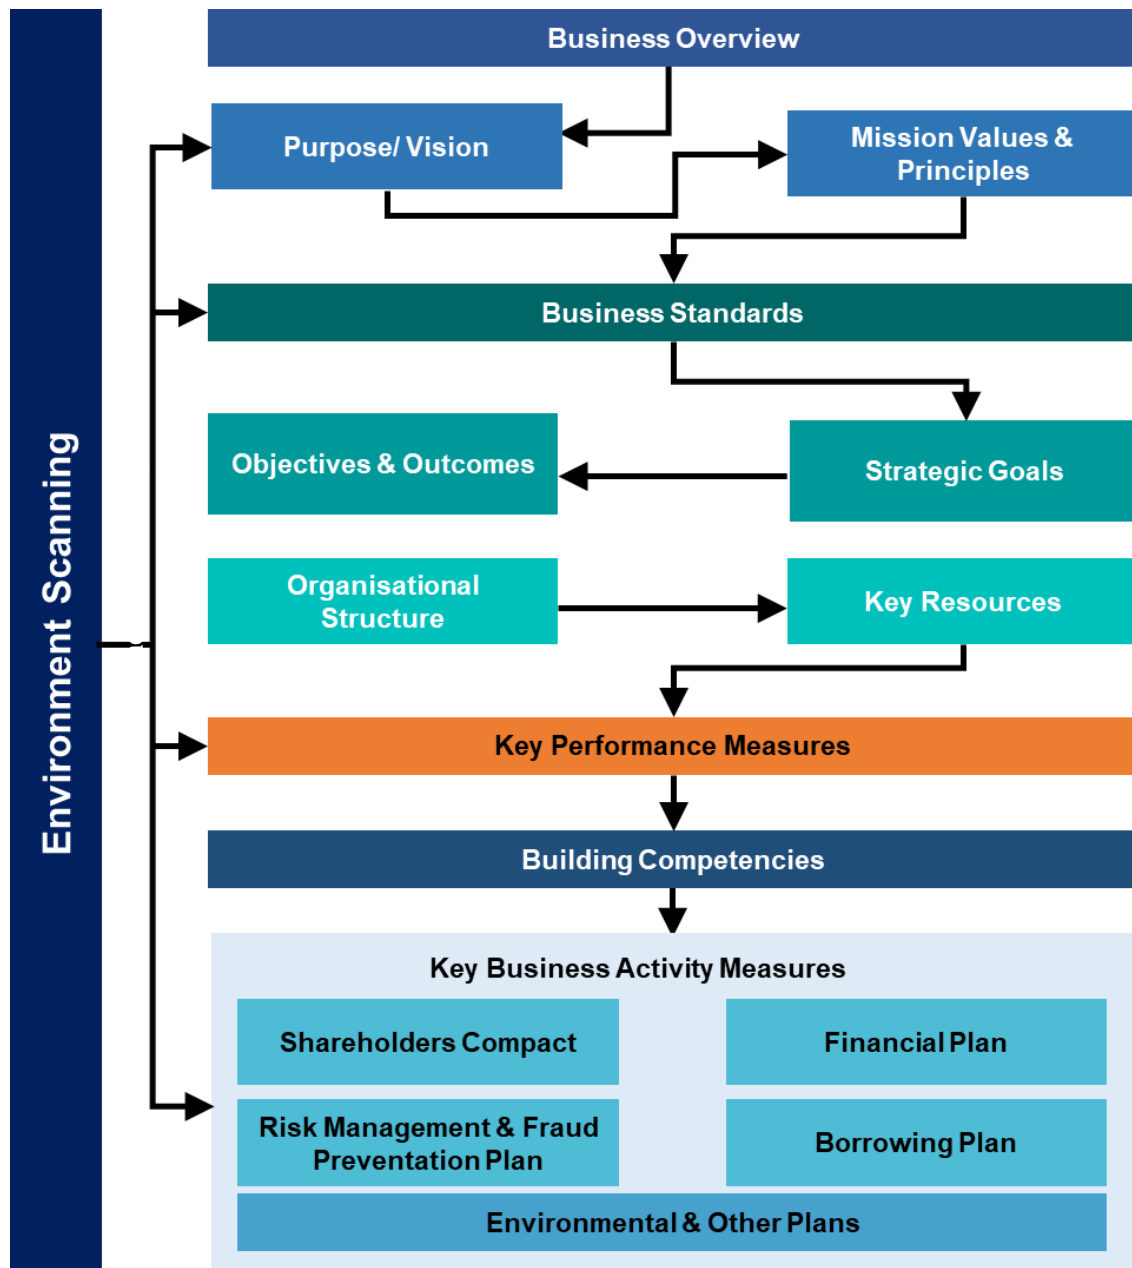 Environment Scanning
Business Overview
Purpose/ Vision
Mission Values &
Principles
Business Standards
Objectives & Outcomes
Strategic Goals
Organisational
Structure
Key Resources
Key Performance Measures
Building Competencies
Key Business Activity Measures
Shareholders Compact
Financial Plan
Risk Management & Fraud
Preventation Plan
Borrowing Plan
Environmental & Other Plans